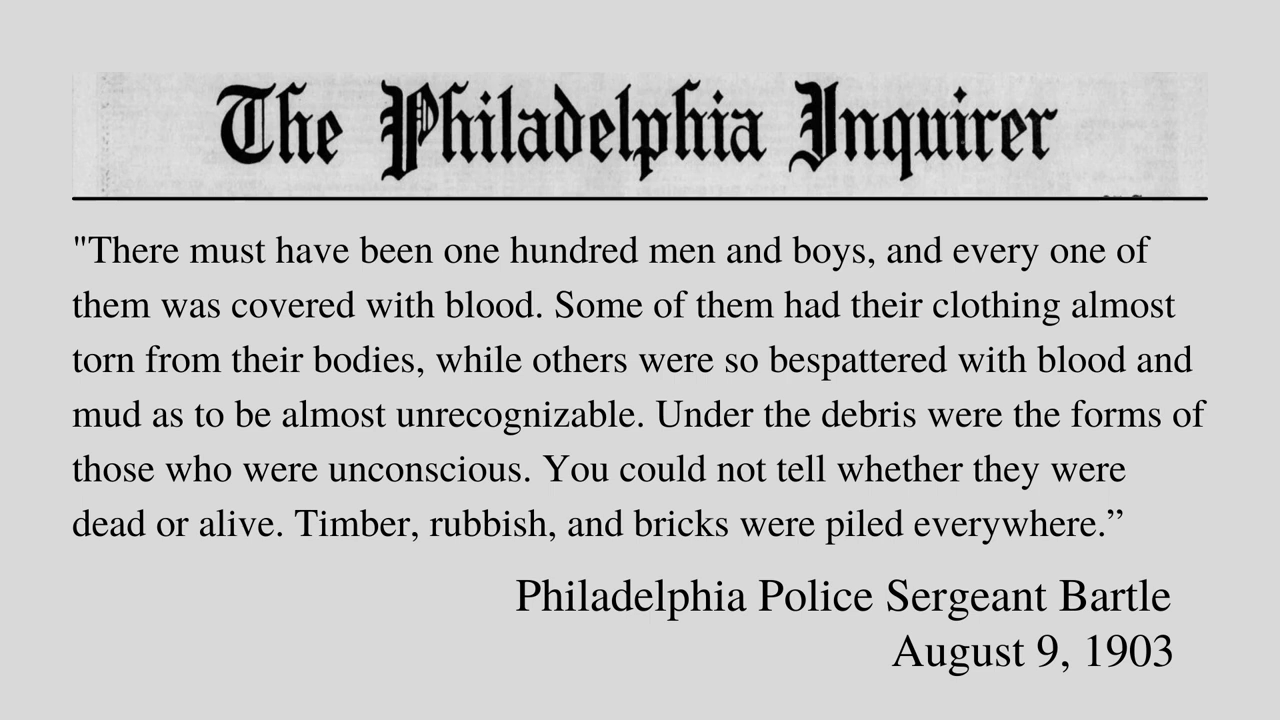 The Philadelphia Inquirer
"There must have been one hundred men and boys, and every one of
them was covered with blood. Some of them had their clothing almost
torn from their bodies, while others were so bespattered with blood and
mud as to be almost unrecognizable. Under the debris were the forms of
those who were unconscious. You could not tell whether they were
dead or alive. Timber, rubbish, and bricks were piled everywhere.”
Philadelphia Police Sergeant Bartle
August 9, 1903